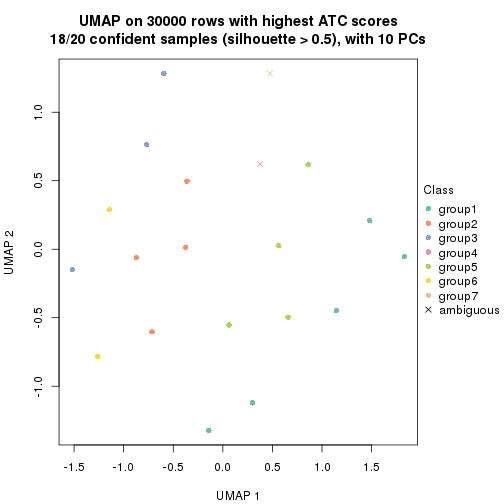 UMAP on 30000 rows with highest ATC scores
18/20 confident samples (silhouette > 0.5), with 10 PCs
1.0
0.5
0.0
-0.5
-1.0
UMAP 2
-1.5 -1.0 -0.5 0.0 0.5 1.0 1.5
UMAP 1
Class
group1
group2
group3
group4
group5
group6
group7
ambiguous